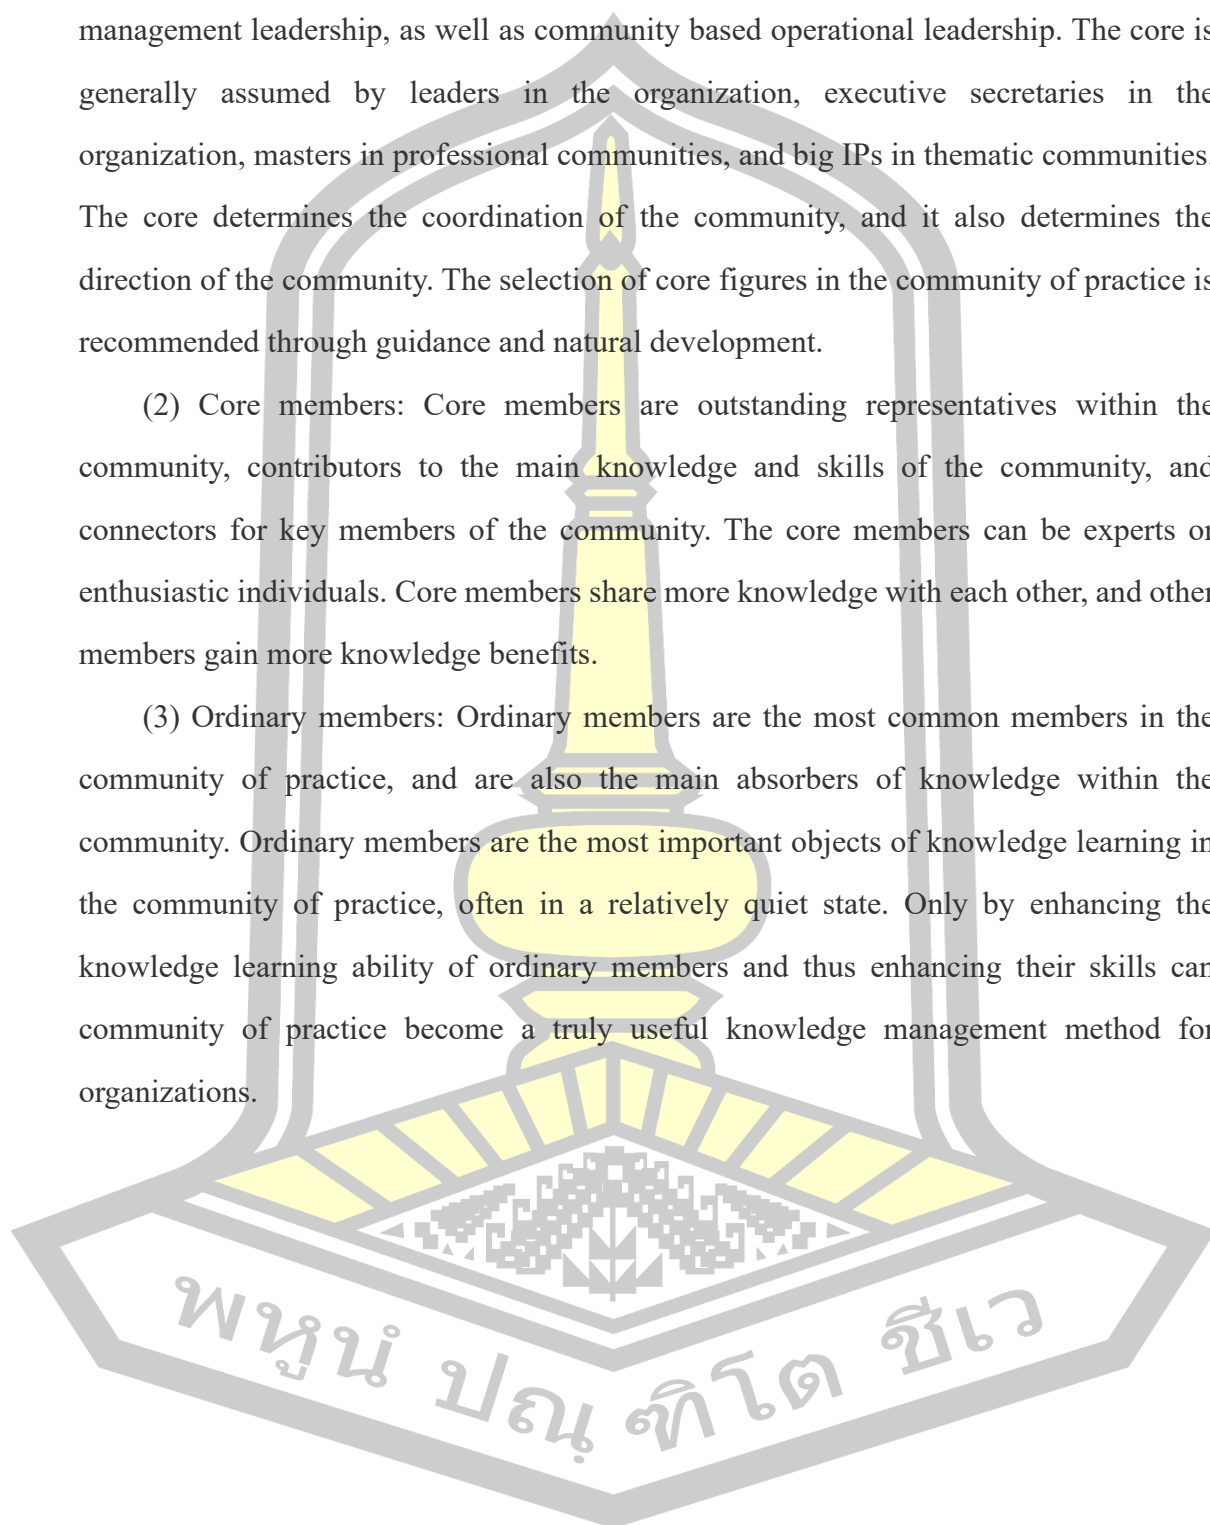 management leadership, as well as community based operational leadership. The core is
generally assumed by leaders in the organization, executive secretaries in the
organization, masters in professional communities, and big IPs in thematic communities.
The core determines the coordination of the community, and it also determines the
direction of the community. The selection of core figures in the community of practice is
recommended through guidance and natural development.
(2) Core members: Core members are outstanding representatives within the
community, contributors to the main knowledge and skills of the community, and
connectors for key members of the community. The core members can be experts or
enthusiastic individuals. Core members share more knowledge with each other, and other
members gain more knowledge benefits.
(3) Ordinary members: Ordinary members are the most common members in the
community of practice, and are also the main absorbers of knowledge within the
community. Ordinary members are the most important objects of knowledge learning in
the community of practice, often in a relatively quiet state. Only by enhancing the
knowledge learning ability of ordinary members and thus enhancing their skills can
community of practice become a truly useful knowledge management method for
organizations.
พหูนํ ปณฺฑิโต ชีเว